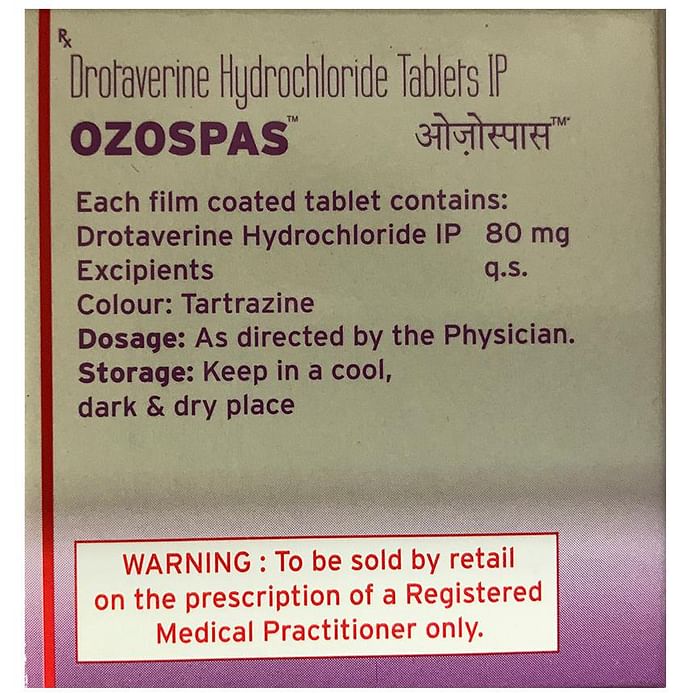 Rx
Drotaverine Hydrochloride Tablets IP
OZOSPAS™ ओज़ोस्पास™*
Each film coated tablet contains:
Drotaverine Hydrochloride IP 80 mg
Excipients q.s.
Colour: Tartrazine
Dosage: As directed by the Physician.
Storage: Keep in a cool,
dark & dry place
WARNING : To be sold by retail
on the prescription of a Registered
Medical Practitioner only.